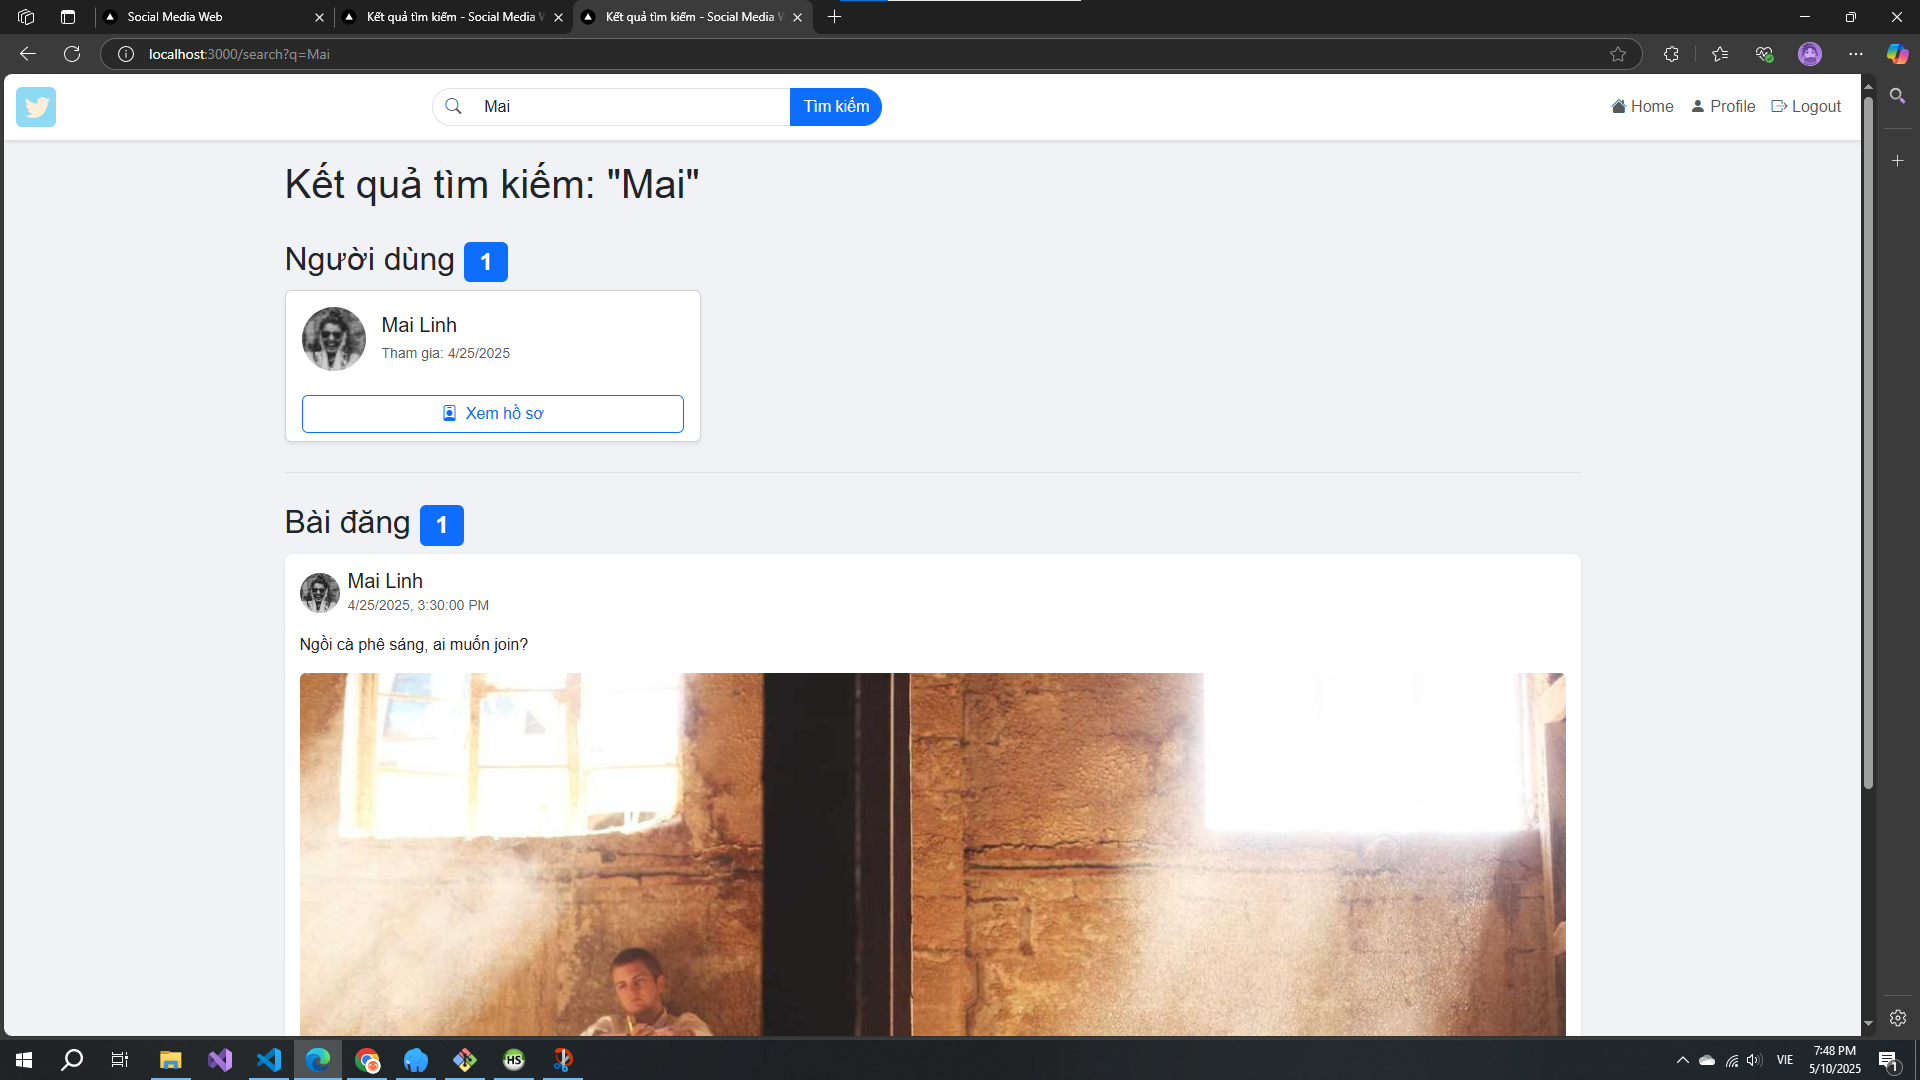 Social Media Web
Kết quả tìm kiếm - Social Media W
Kết quả tìm kiếm - Social Media W
localhost:3000/search?q=Mai
Mai
Tìm kiếm
Home
Profile
Logout
Kết quả tìm kiếm: "Mai"
Người dùng 1
Mai Linh
Tham gia: 4/25/2025
Xem hồ sơ
Bài đăng 1
Mai Linh
4/25/2025, 3:30:00 PM
Ngồi cà phê sáng, ai muốn join?
HS
VIE
7:48 PM
5/10/2025
1